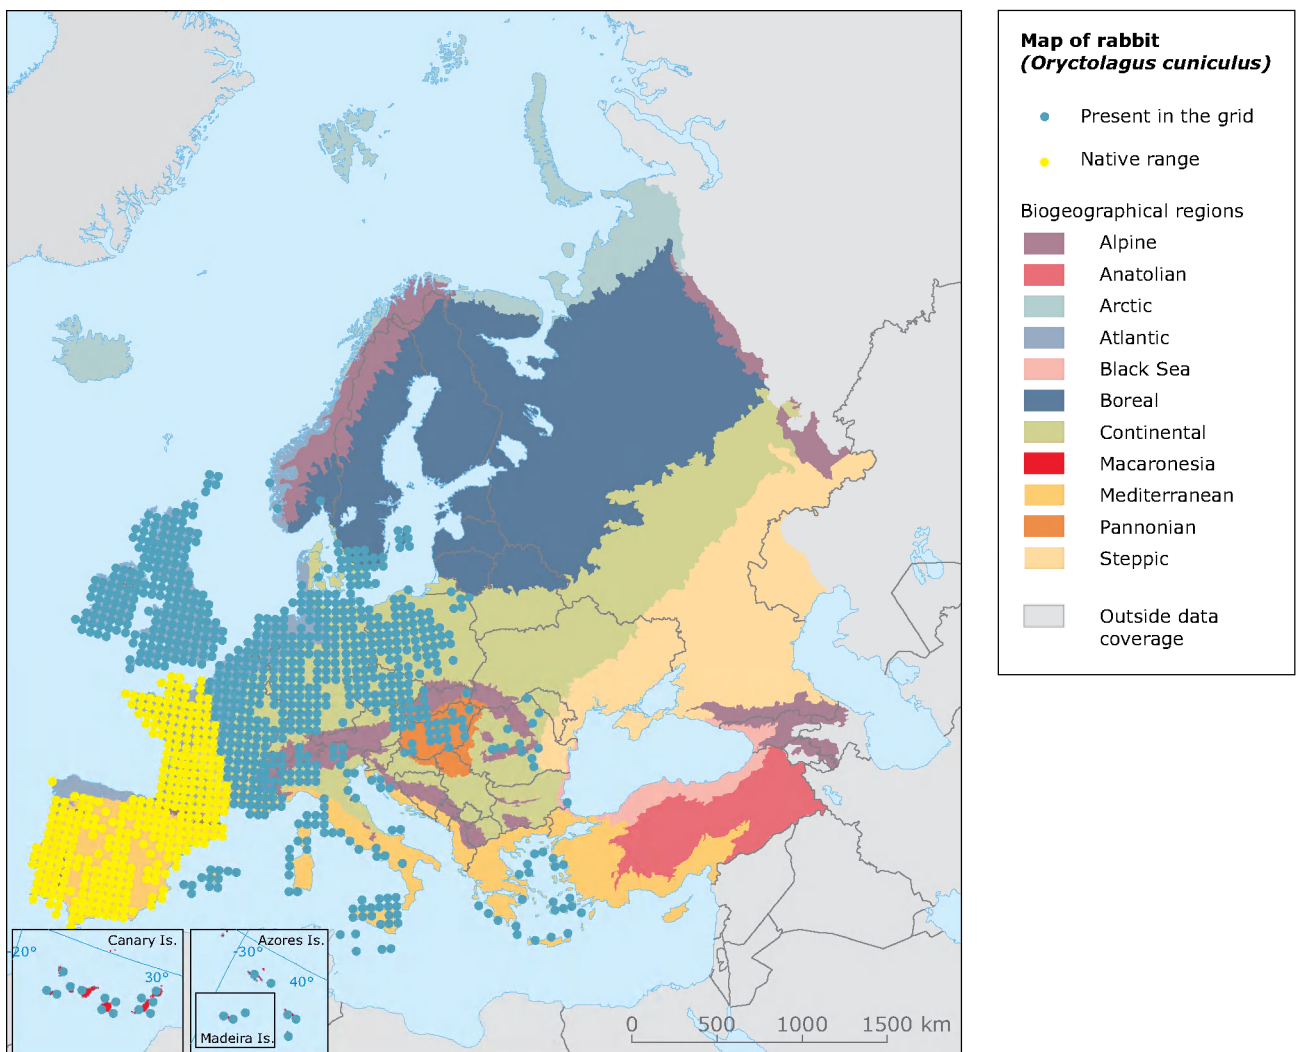 Map of rabbit
(Oryctolagus cuniculus)
Present in the grid
Native range
Biogeographical regions
Alpine
Anatolian
Arctic
Atlantic
Black Sea
Boreal
Continental
Macaronesia
Mediterranean
Pannonian
Steppic
Outside data
coverage
Canary Is.
-20°
30°
Azores Is.
-30°
40°
Madeira Is.
0 500 1000 1500 km